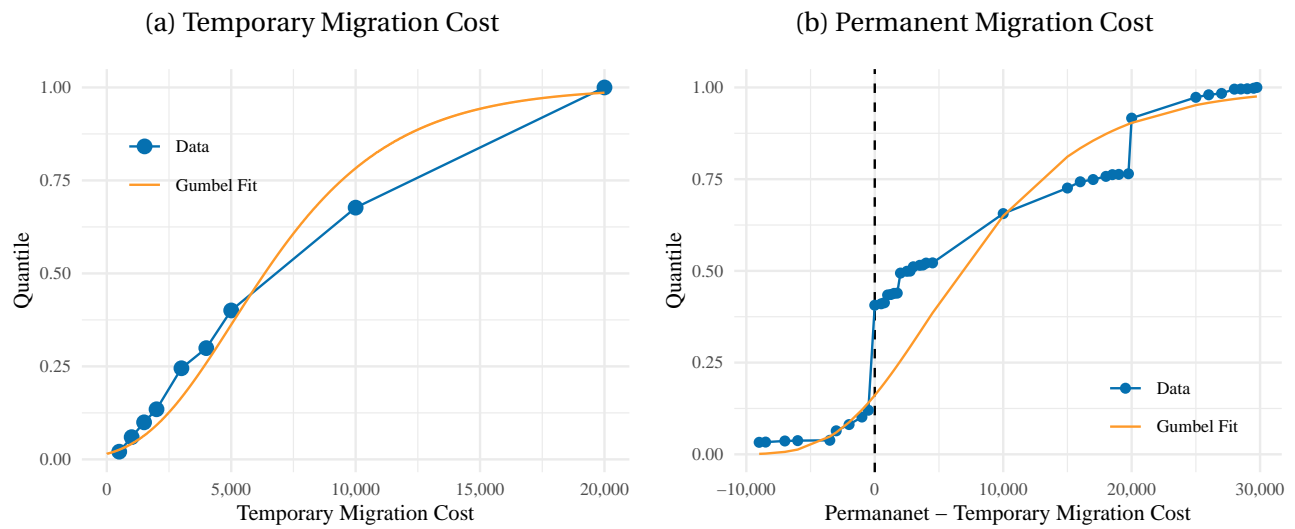 (a) Temporary Migration Cost
1.00
0.75
0.50
0.25
0.00
Quantile
Data
Gumbel Fit
0
5,000
10,000
15,000
20,000
Temporary Migration Cost
(b) Permanent Migration Cost
1.00
0.75
0.50
0.25
0.00
Quantile
Data
Gumbel Fit
−10,000
0
10,000
20,000
30,000
Permananet − Temporary Migration Cost